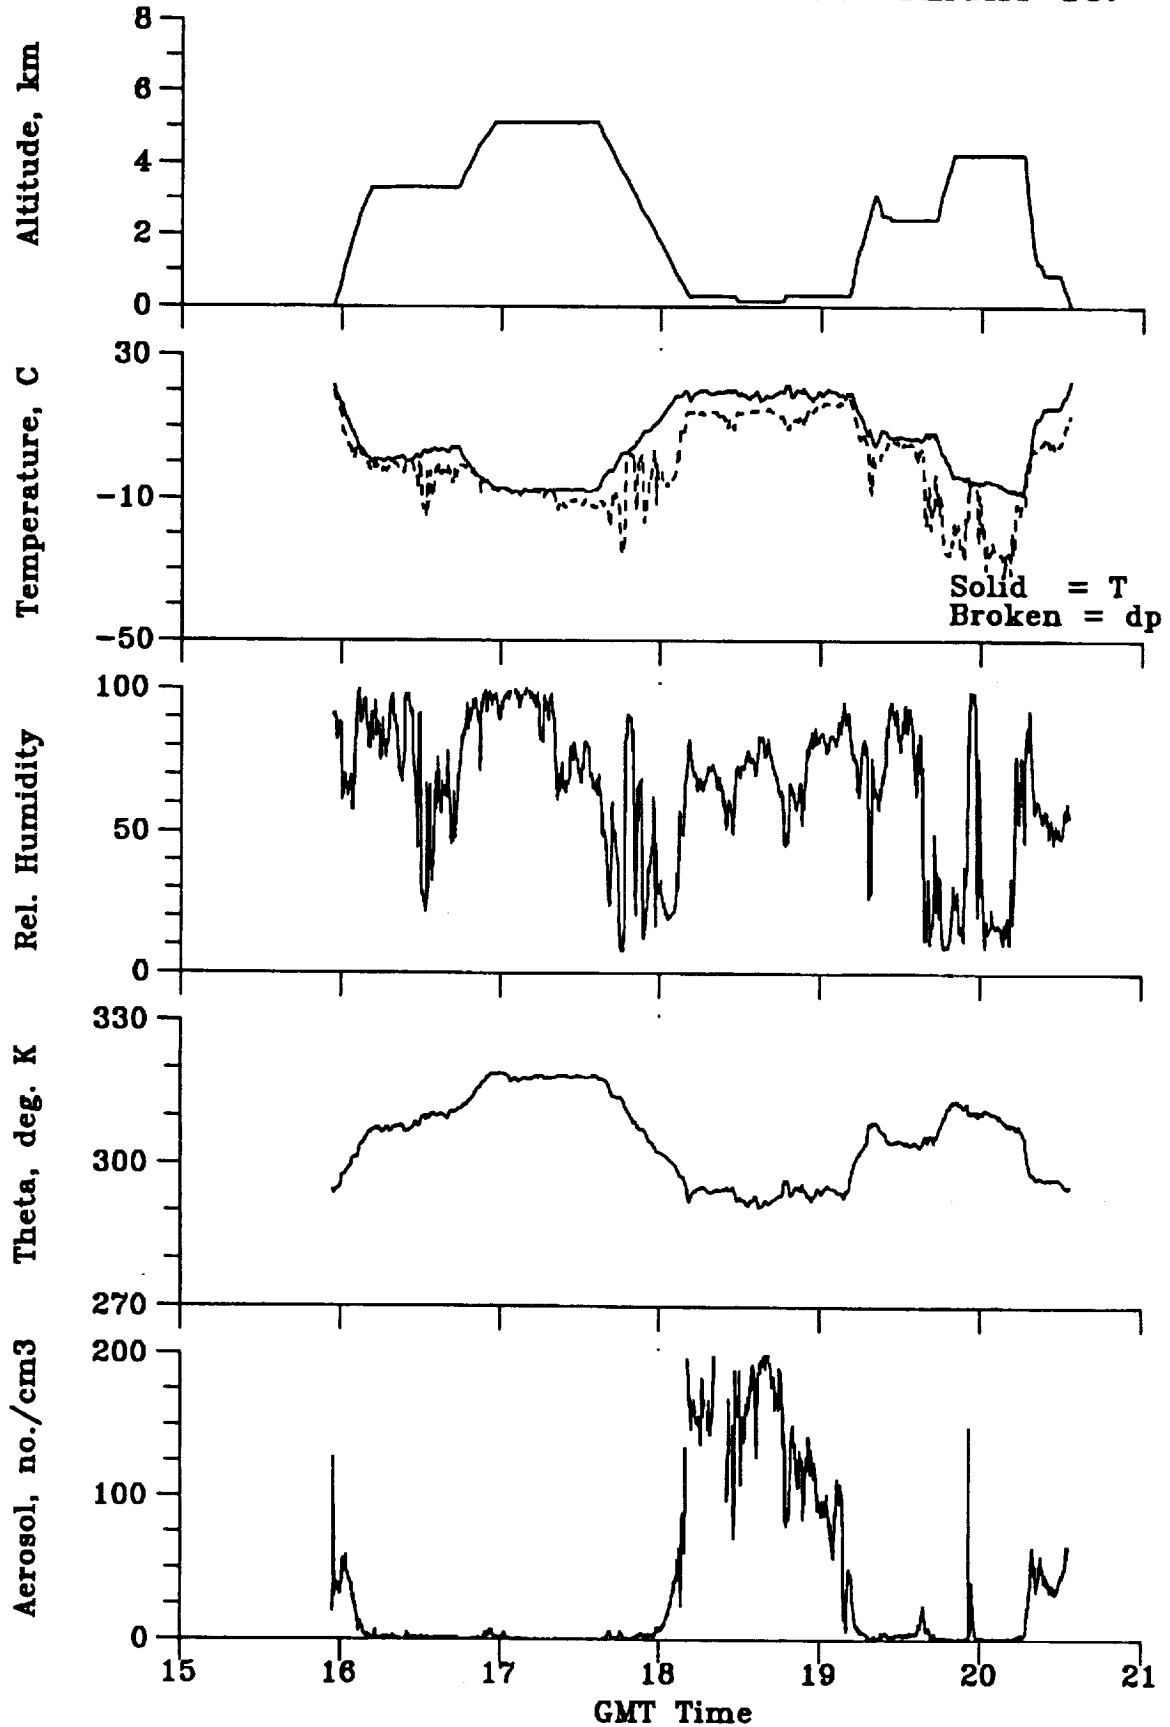 8
6
4
2
0
Altitude, km
30
-10
-50
Temperature, C
Solid = T
Broken = dp
100
50
0
Rel. Humidity
330
300
270
Theta, deg. K
200
100
0
Aerosol, no./cm3
15 16 17 18 19 20 21
GMT Time